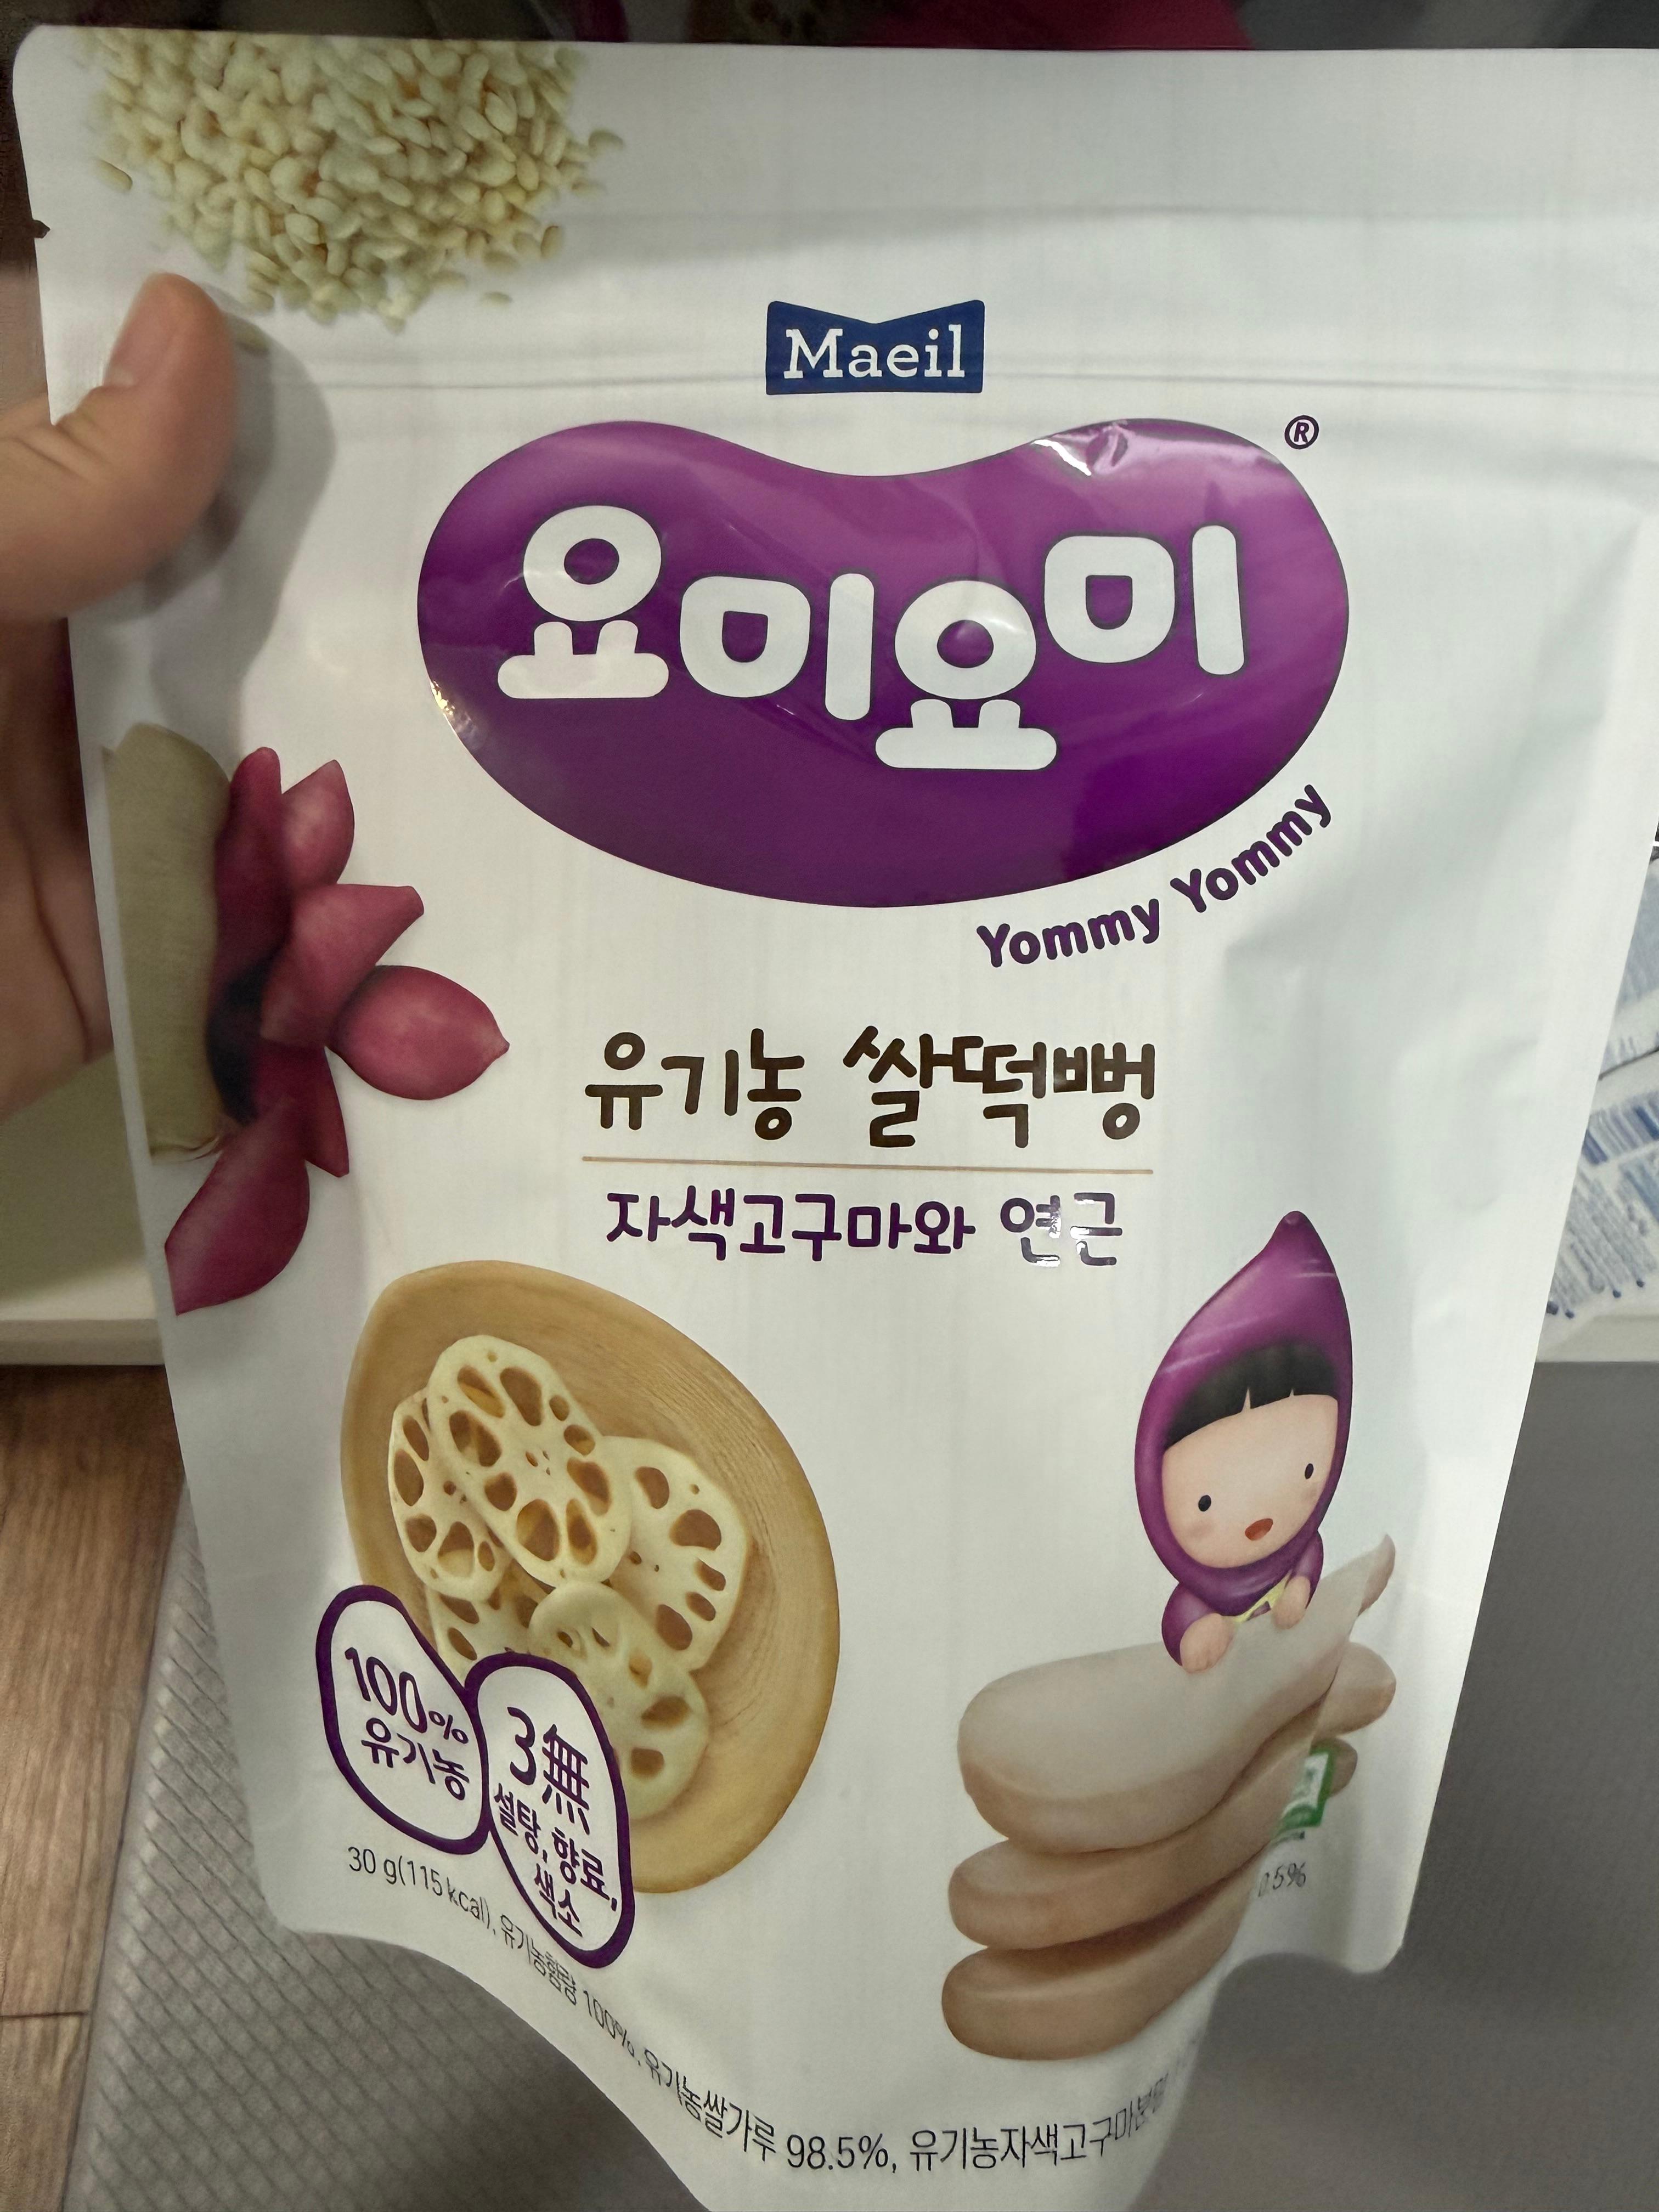 Maeil
®
요미요미
Yommy Yommy
유기농 쌀떡뻥
자색고구마와 연근
100%
유기농
3無
설탕, 향료,
색소
30 g(115 kcal), 유기농함량 100%, 유기농쌀가루 98.5%, 유기농자색고구마분말
0.5%